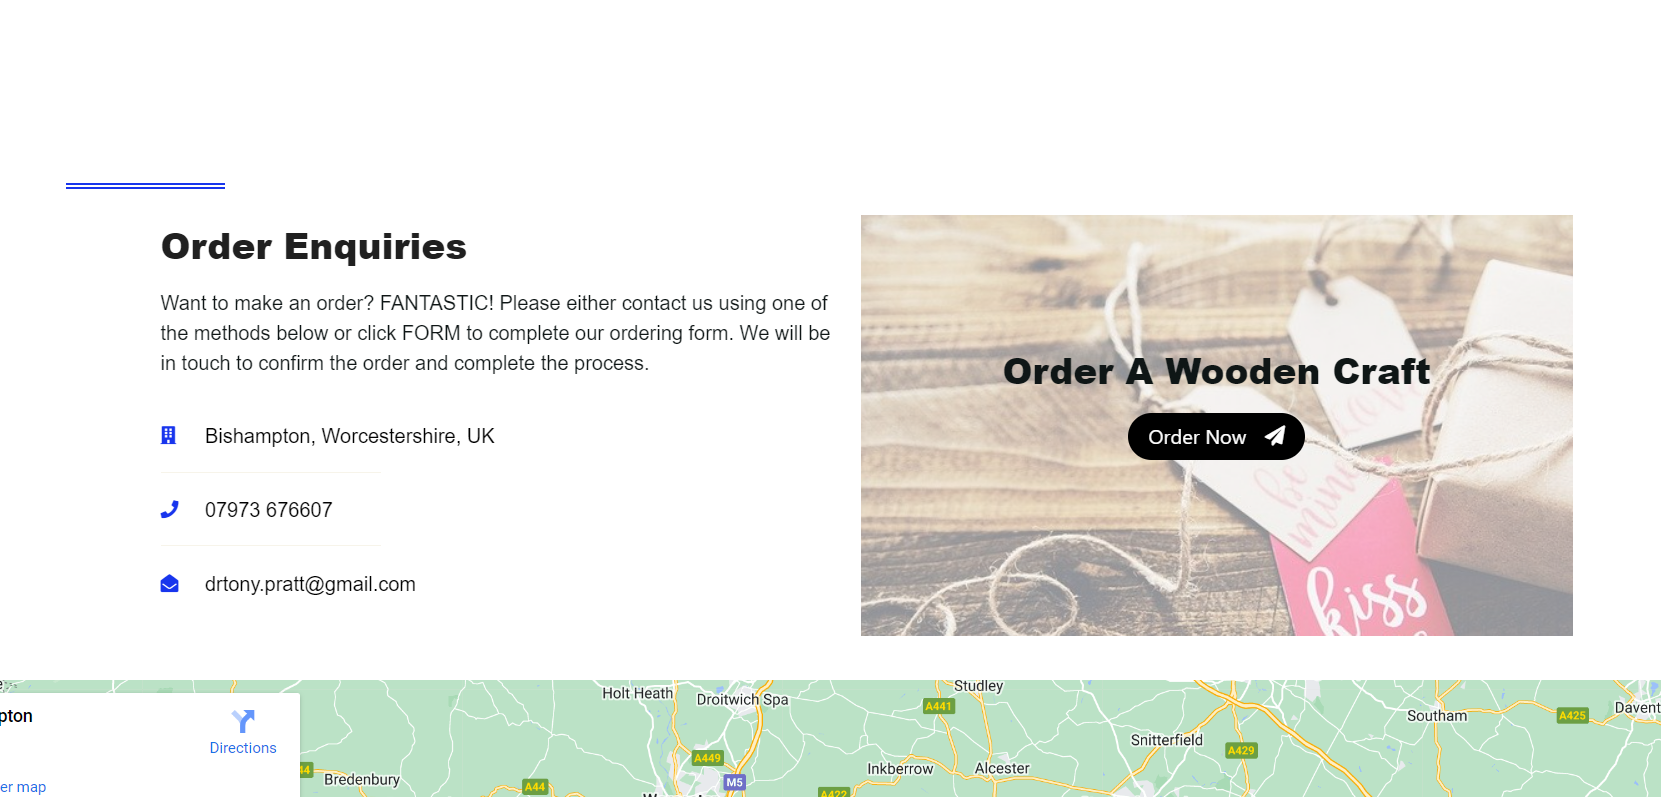 Order Enquiries
Want to make an order? FANTASTIC! Please either contact us using one of
the methods below or click FORM to complete our ordering form. We will be
in touch to confirm the order and complete the process.
Bishampton, Worcestershire, UK
07973 676607
drtony.pratt@gmail.com
Order A Wooden Craft
Order Now
love
be
mine
kiss
pton
Directions
er map
Holt Heath
Droitwich Spa
Studley
A441
Southam
A425
Davent
Snitterfield
A429
A449
Inkberrow
Alcester
M5
Bredenbury
A44
A422
14